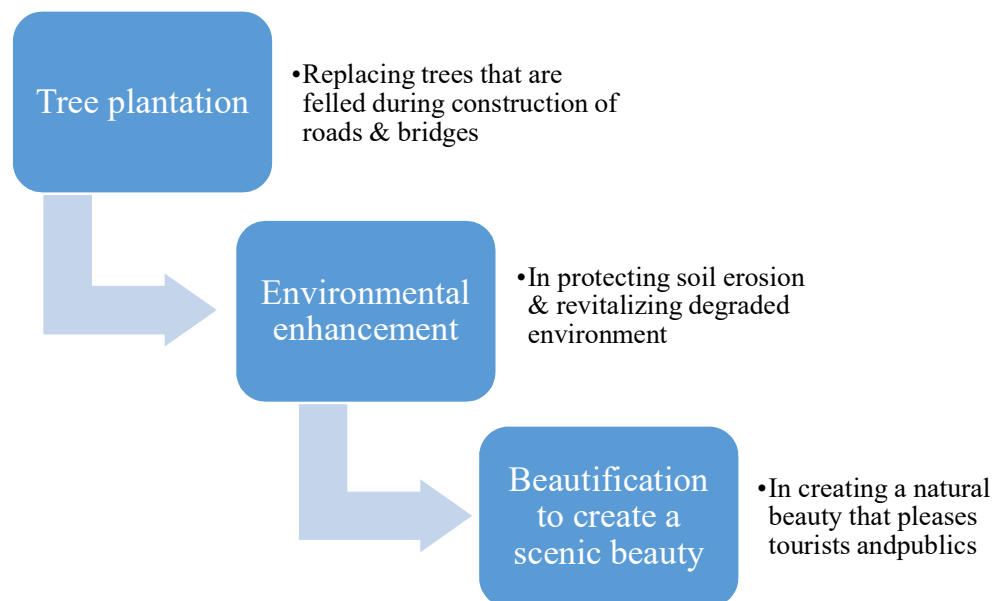 Tree plantation
•Replacing trees that are
felled during construction of
roads & bridges
Environmental
enhancement
•In protecting soil erosion
& revitalizing degraded
environment
Beautification
to create a
scenic beauty
•In creating a natural
beauty that pleases
tourists andpublics